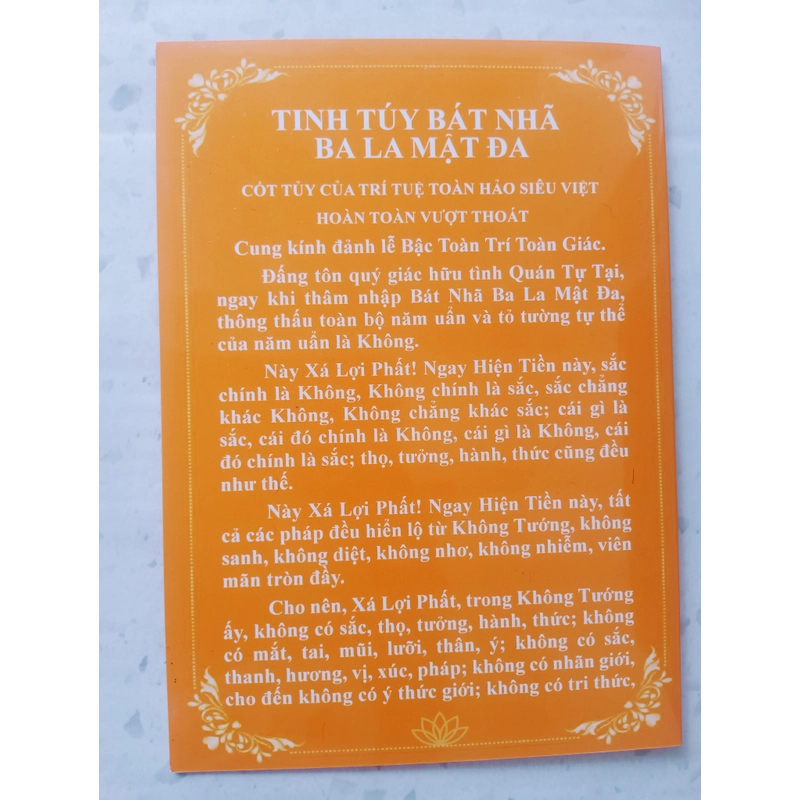 TINH TÚY BÁT NHÃ
BA LA MẬT ĐA
CỐT TỦY CỦA TRÍ TUỆ TOÀN HẢO SIÊU VIỆT
HOÀN TOÀN VƯỢT THOÁT
Cung kính đảnh lễ Bậc Toàn Trí Toàn Giác.
Đấng tôn quý giác hữu tình Quán Tự Tại,
ngay khi thâm nhập Bát Nhã Ba La Mật Đa,
thông thấu toàn bộ năm uẩn và tỏ tường tự thể
của năm uẩn là Không.
Này Xá Lợi Phất! Ngay Hiện Tiền này, sắc
chính là Không, Không chính là sắc, sắc chẳng
khác Không, Không chẳng khác sắc; cái gì là
sắc, cái đó chính là Không, cái gì là Không, cái
đó chính là sắc; thọ, tưởng, hành, thức cũng đều
như thế.
Này Xá Lợi Phất! Ngay Hiện Tiền này, tất
cả các pháp đều hiển lộ từ Không Tướng, không
sanh, không diệt, không nhơ, không nhiễm, viên
mãn tròn đầy.
Cho nên, Xá Lợi Phất, trong Không Tướng
ấy, không có sắc, thọ, tưởng, hành, thức; không
có mắt, tai, mũi, lưỡi, thân, ý; không có sắc,
thanh, hương, vị, xúc, pháp; không có nhãn giới,
cho đến không có ý thức giới; không có tri thức,